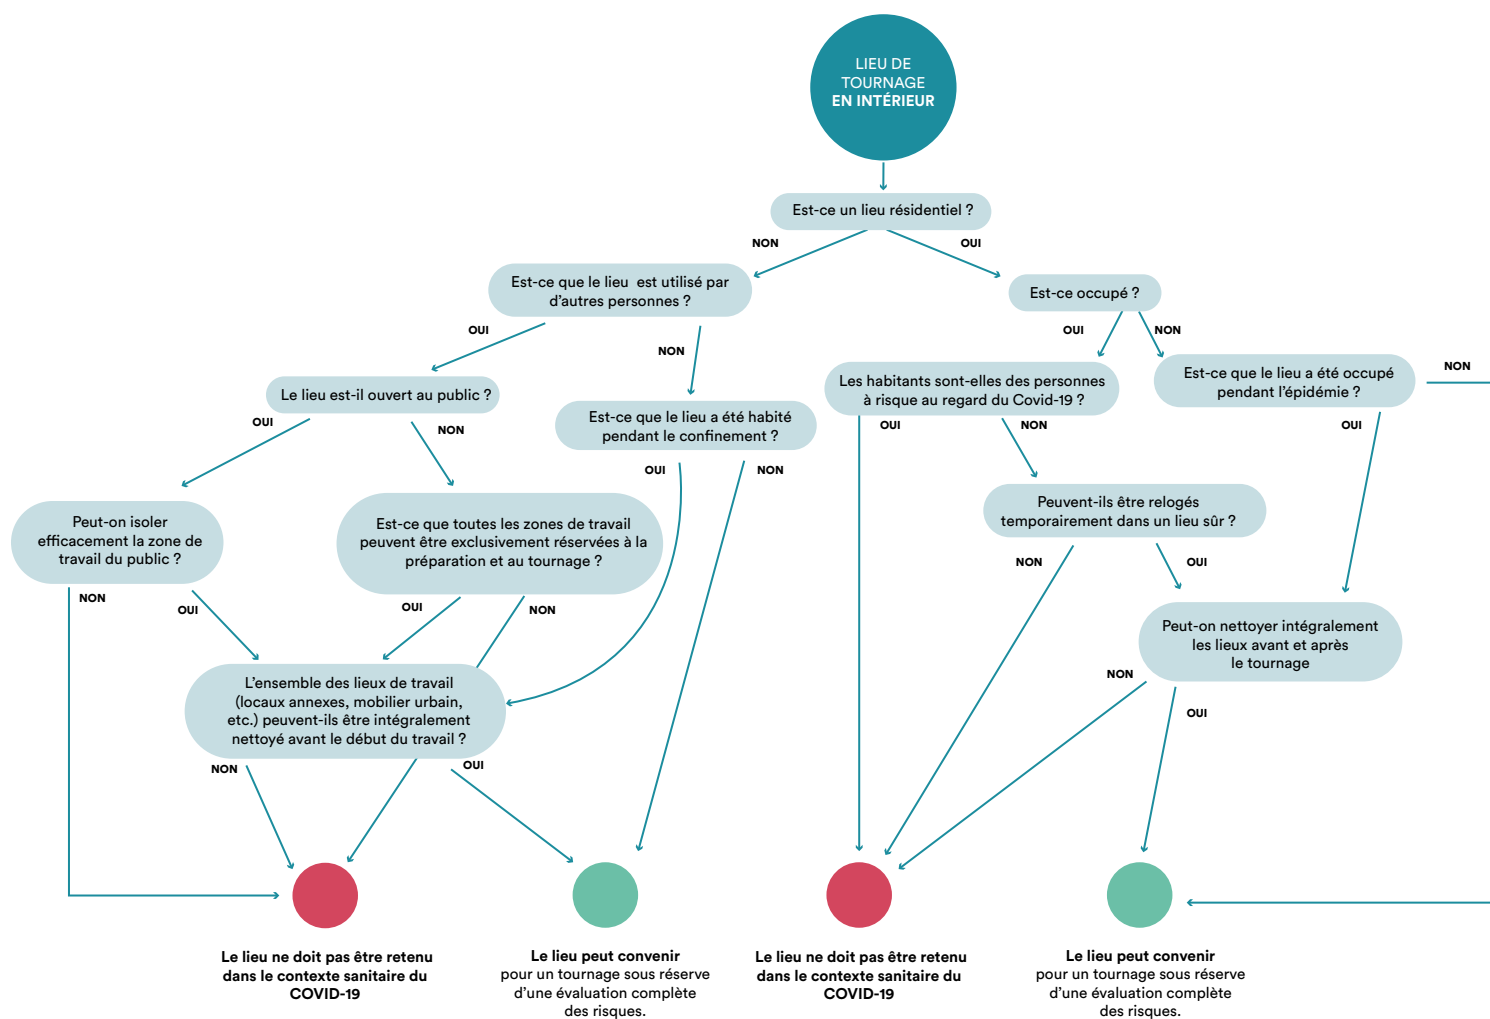 LIEU DE
TOURNAGE
EN INTÉRIEUR
Est-ce un lieu résidentiel ?
NON
OUI
Est-ce que le lieu est utilisé par
d'autres personnes ?
Est-ce occupé ?
OUI
NON
OUI
NON
Le lieu est-il ouvert au public ?
Est-ce que le lieu a été habité
pendant le confinement ?
Les habitants sont-elles des personnes
à risque au regard du Covid-19 ?
Est-ce que le lieu a été occupé
pendant l'épidémie ?
NON
OUI
NON
OUI
NON
OUI
NON
OUI
Peut-on isoler
efficacement la zone de
travail du public ?
Est-ce que toutes les zones de travail
peuvent être exclusivement réservées à la
préparation et au tournage ?
Peuvent-ils être relogés
temporairement dans un lieu sûr ?
NON
OUI
OUI
NON
NON
OUI
L'ensemble des lieux de travail
(locaux annexes, mobilier urbain,
etc.) peuvent-ils être intégralement
nettoyé avant le début du travail ?
Peut-on nettoyer intégralement
les lieux avant et après
le tournage
NON
OUI
NON
OUI
Le lieu ne doit pas être retenu
dans le contexte sanitaire du
COVID-19
Le lieu peut convenir
pour un tournage sous réserve
d'une évaluation complète
des risques.
Le lieu ne doit pas être retenu
dans le contexte sanitaire du
COVID-19
Le lieu peut convenir
pour un tournage sous réserve
d'une évaluation complète
des risques.